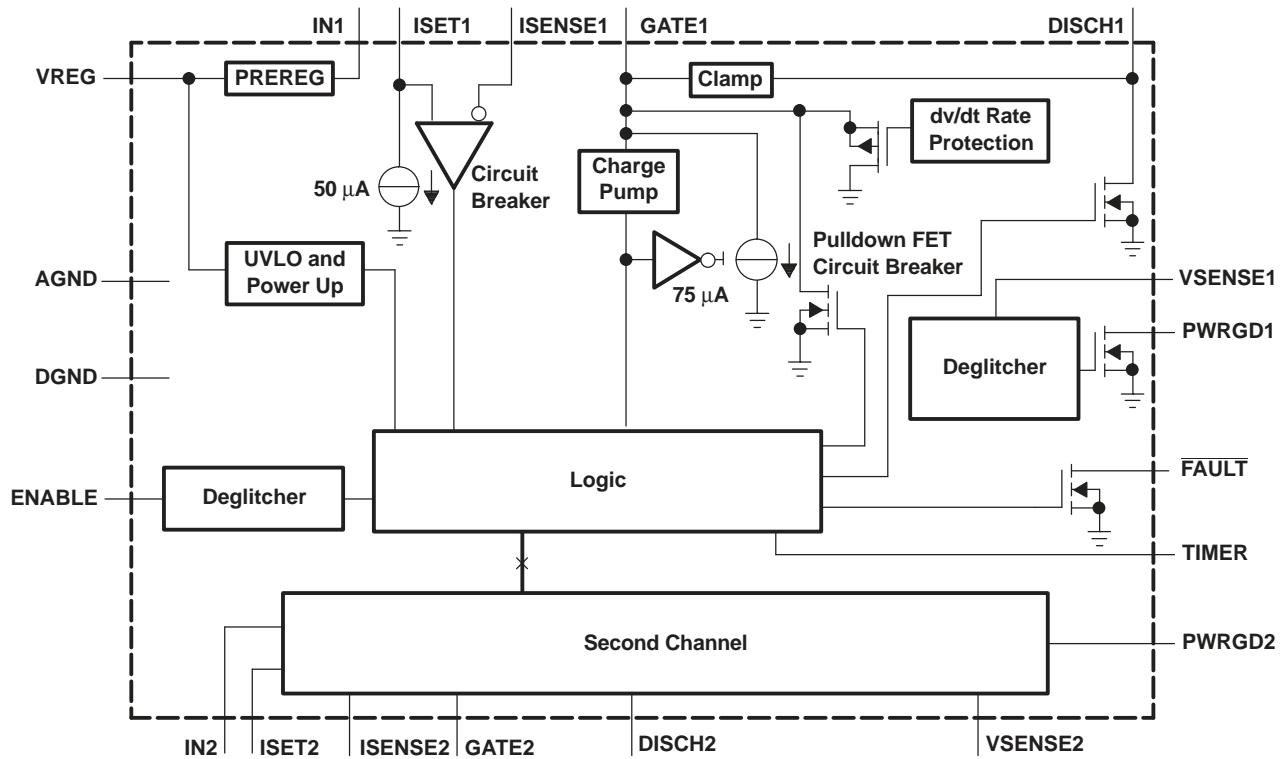 IN1
ISET1
ISENSE1
GATE1
DISCH1
VREG
PREREG
Clamp
dv/dt Rate
Protection
Circuit
Breaker
50 µA
Charge
Pump
Pulldown FET
Circuit Breaker
75 µA
UVLO and
Power Up
AGND
VSENSE1
PWRGD1
Deglitcher
DGND
Logic
FAULT
ENABLE
Deglitcher
TIMER
Second Channel
PWRGD2
IN2
ISET2
ISENSE2
GATE2
DISCH2
VSENSE2